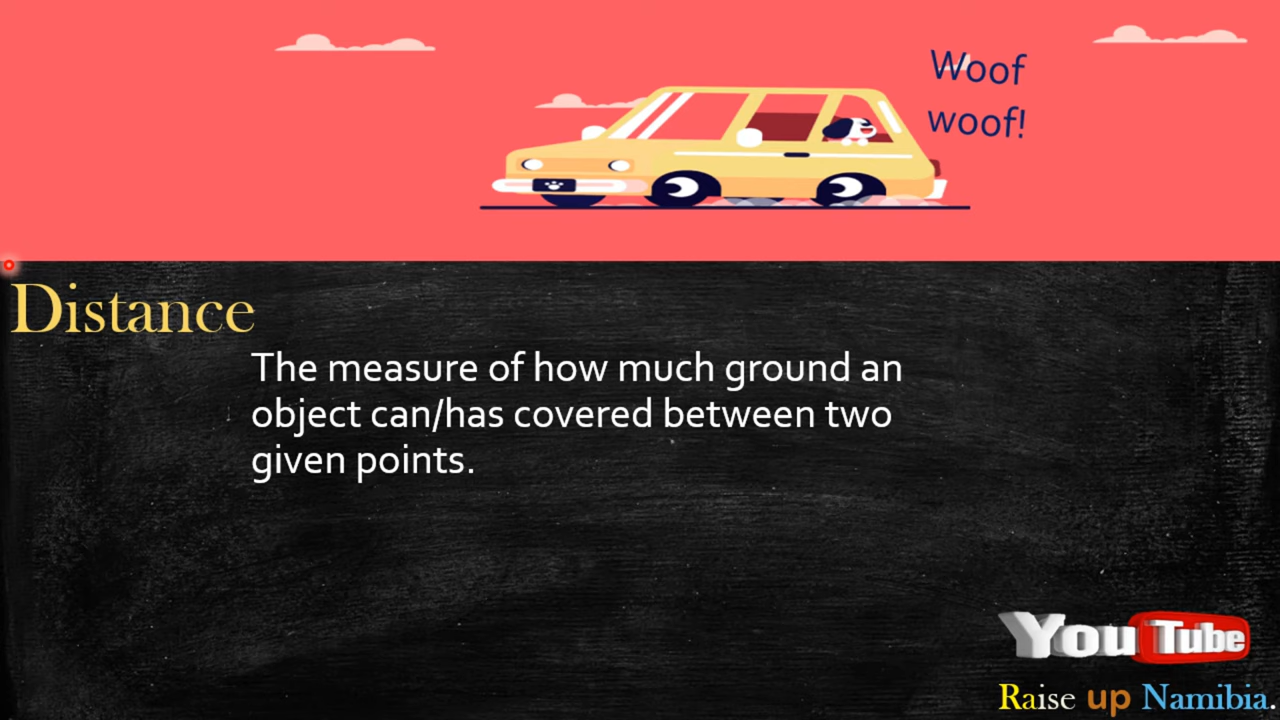 Woof
woof!
Distance
The measure of how much ground an
object can/has covered between two
given points.
YouTube
Raise up Namibia.